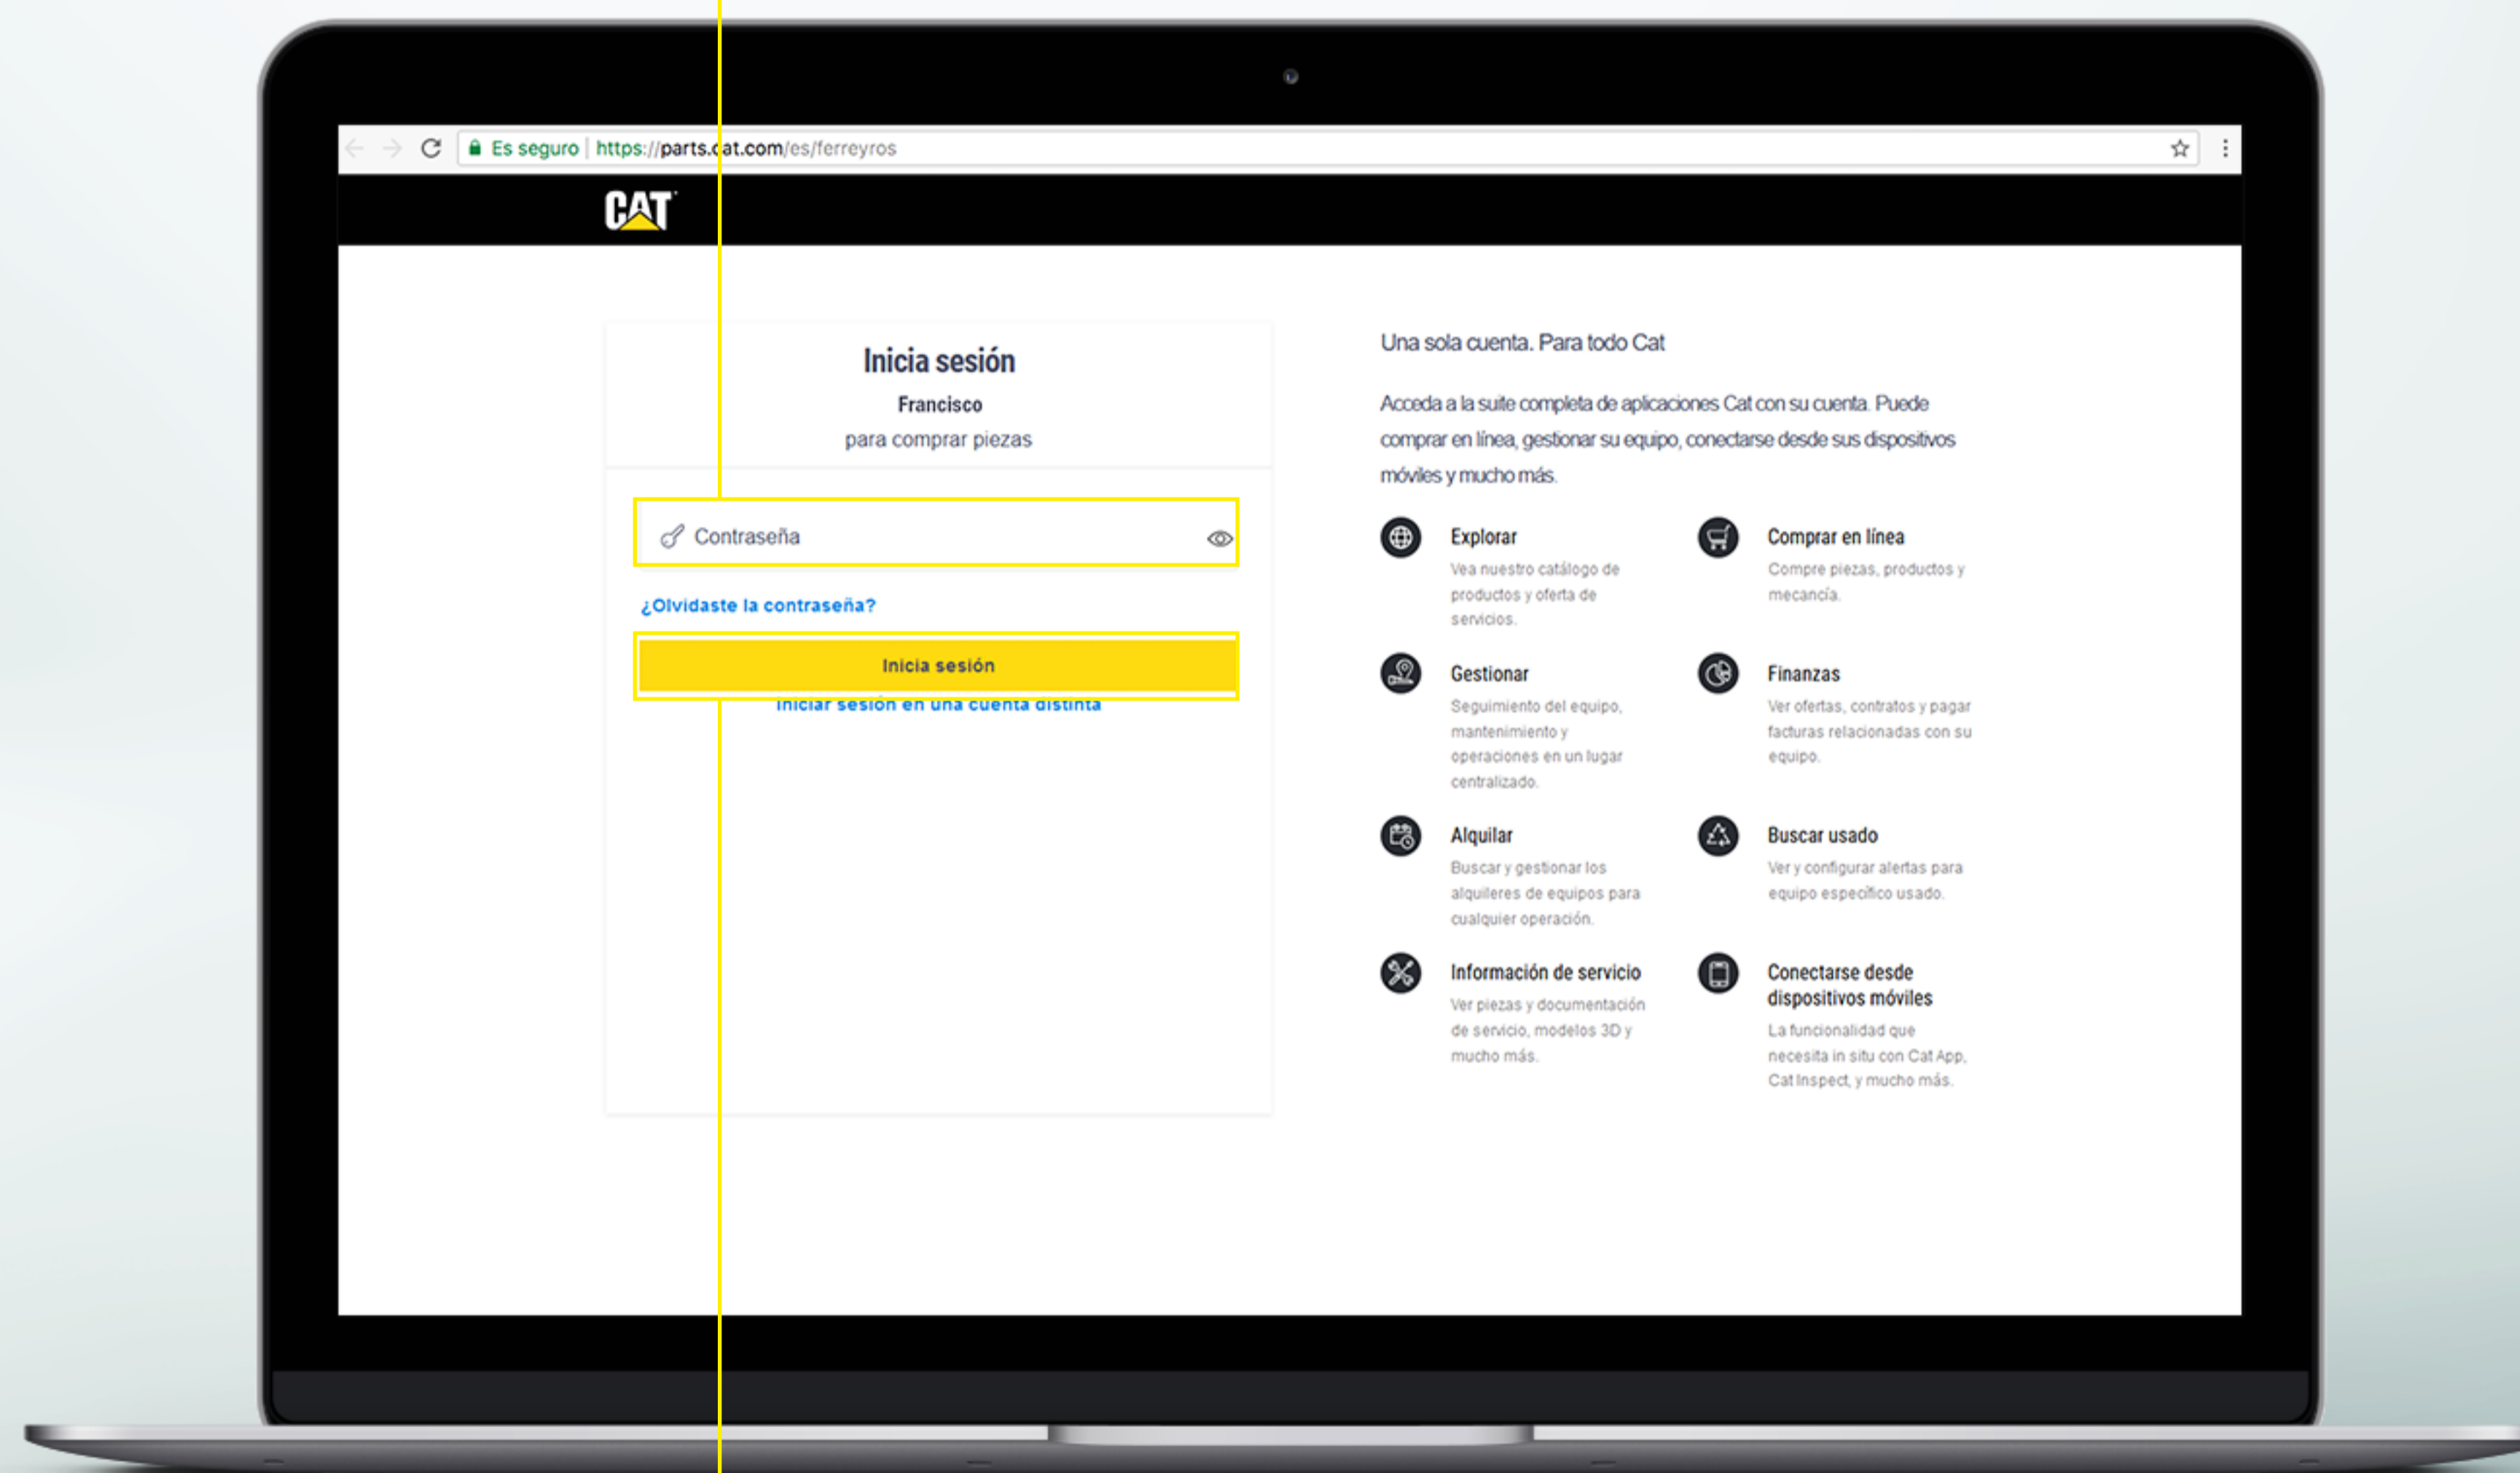 Es seguro | https://parts.cat.com/es/ferreyros
CAT
Inicia sesión
Francisco
para comprar piezas
Contraseña
¿Olvidaste la contraseña?
Inicia sesión
Iniciar sesión en una cuenta distinta
Una sola cuenta. Para todo Cat
Acceda a la suite completa de aplicaciones Cat con su cuenta. Puede
comprar en línea, gestionar su equipo, conectarse desde sus dispositivos
móviles y mucho más.
Explorar
Vea nuestro catálogo de
productos y oferta de
servicios.
Comprar en línea
Compre piezas, productos y
mecancía.
Gestionar
Seguimiento del equipo,
mantenimiento y
operaciones en un lugar
centralizado.
Finanzas
Ver ofertas, contratos y pagar
facturas relacionadas con su
equipo.
Alquilar
Buscar y gestionar los
alquileres de equipos para
cualquier operación.
Buscar usado
Ver y configurar alertas para
equipo específico usado.
Información de servicio
Ver piezas y documentación
de servicio, modelos 3D y
mucho más.
Conectarse desde
dispositivos móviles
La funcionalidad que
necesita in situ con Cat App,
Cat Inspect, y mucho más.